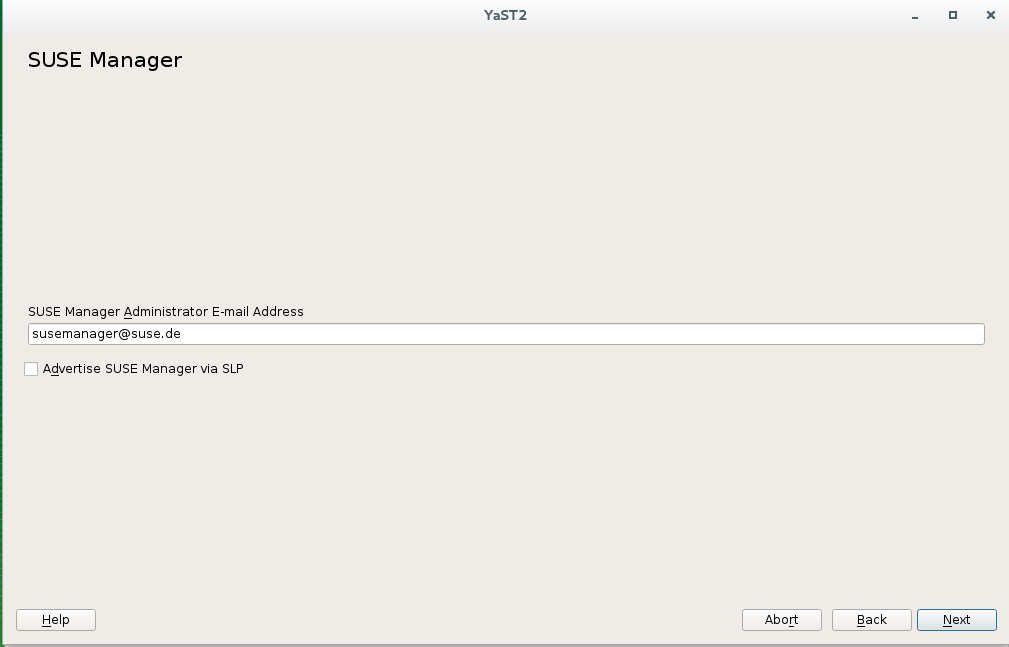 YaST2
SUSE Manager
SUSE Manager Administrator E-mail Address
susemanager@suse.de
Advertise SUSE Manager via SLP
Help Abort Back Next